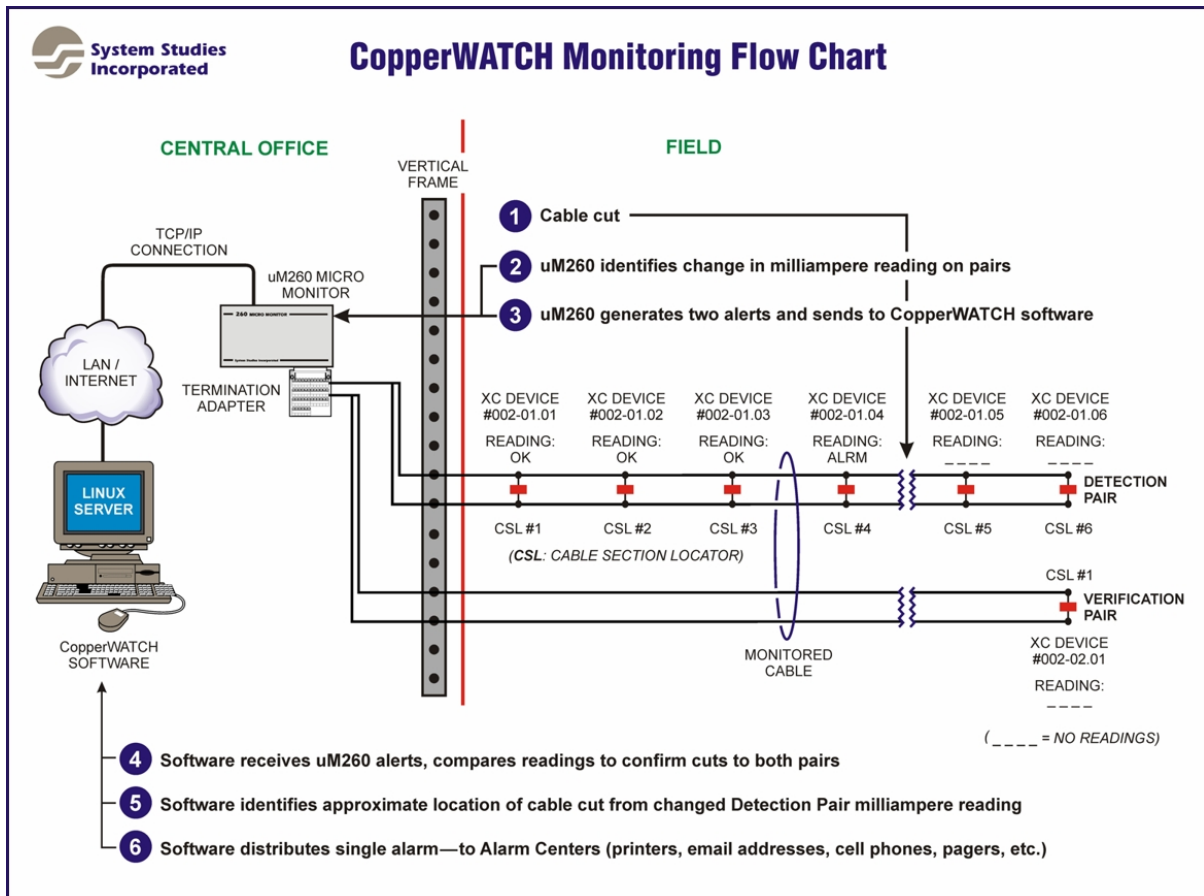 System Studies
Incorporated
CopperWATCH Monitoring Flow Chart
CENTRAL OFFICE
FIELD
VERTICAL
FRAME
1 Cable cut
TCP/IP
CONNECTION
2 uM260 identifies change in milliampere reading on pairs
uM260 MICRO
MONITOR
3 uM260 generates two alerts and sends to CopperWATCH software
260 MICRO MONITOR
System Studies Incorporated
LAN /
INTERNET
TERMINATION
ADAPTER
XC DEVICE
#002-01.01
READING:
OK
XC DEVICE
#002-01.02
READING:
OK
XC DEVICE
#002-01.03
READING:
OK
XC DEVICE
#002-01.04
READING:
ALRM
XC DEVICE
#002-01.05
READING:
_ _ _ _
XC DEVICE
#002-01.06
READING:
_ _ _ _
LINUX
SERVER
DETECTION
PAIR
CSL #1
CSL #2
CSL #3
CSL #4
CSL #5
CSL #6
(CSL: CABLE SECTION LOCATOR)
CSL #1
VERIFICATION
PAIR
CopperWATCH
SOFTWARE
MONITORED
CABLE
XC DEVICE
#002-02.01
READING:
_ _ _ _
( _ _ _ _ = NO READINGS)
4 Software receives uM260 alerts, compares readings to confirm cuts to both pairs
5 Software identifies approximate location of cable cut from changed Detection Pair milliampere reading
6 Software distributes single alarm—to Alarm Centers (printers, email addresses, cell phones, pagers, etc.)